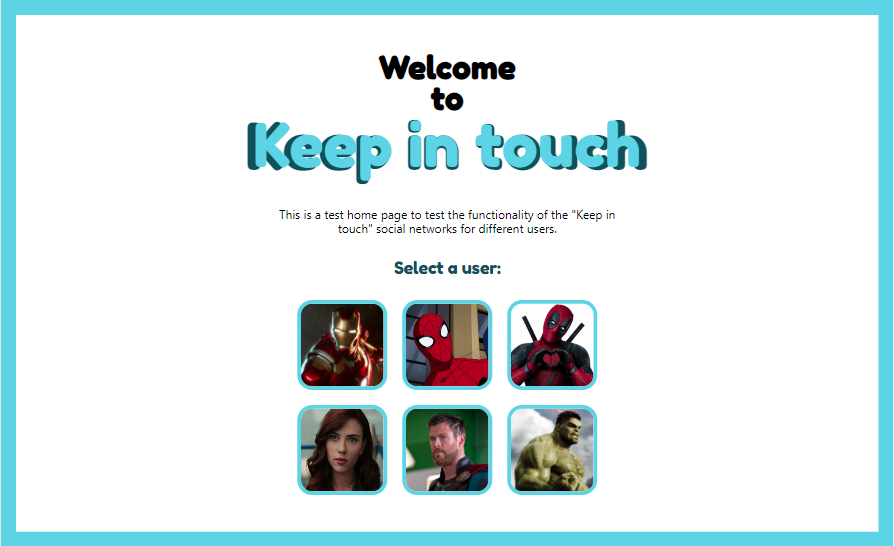 Welcome
to
Keep in touch
This is a test home page to test the functionality of the "Keep in
touch" social networks for different users.
Select a user: